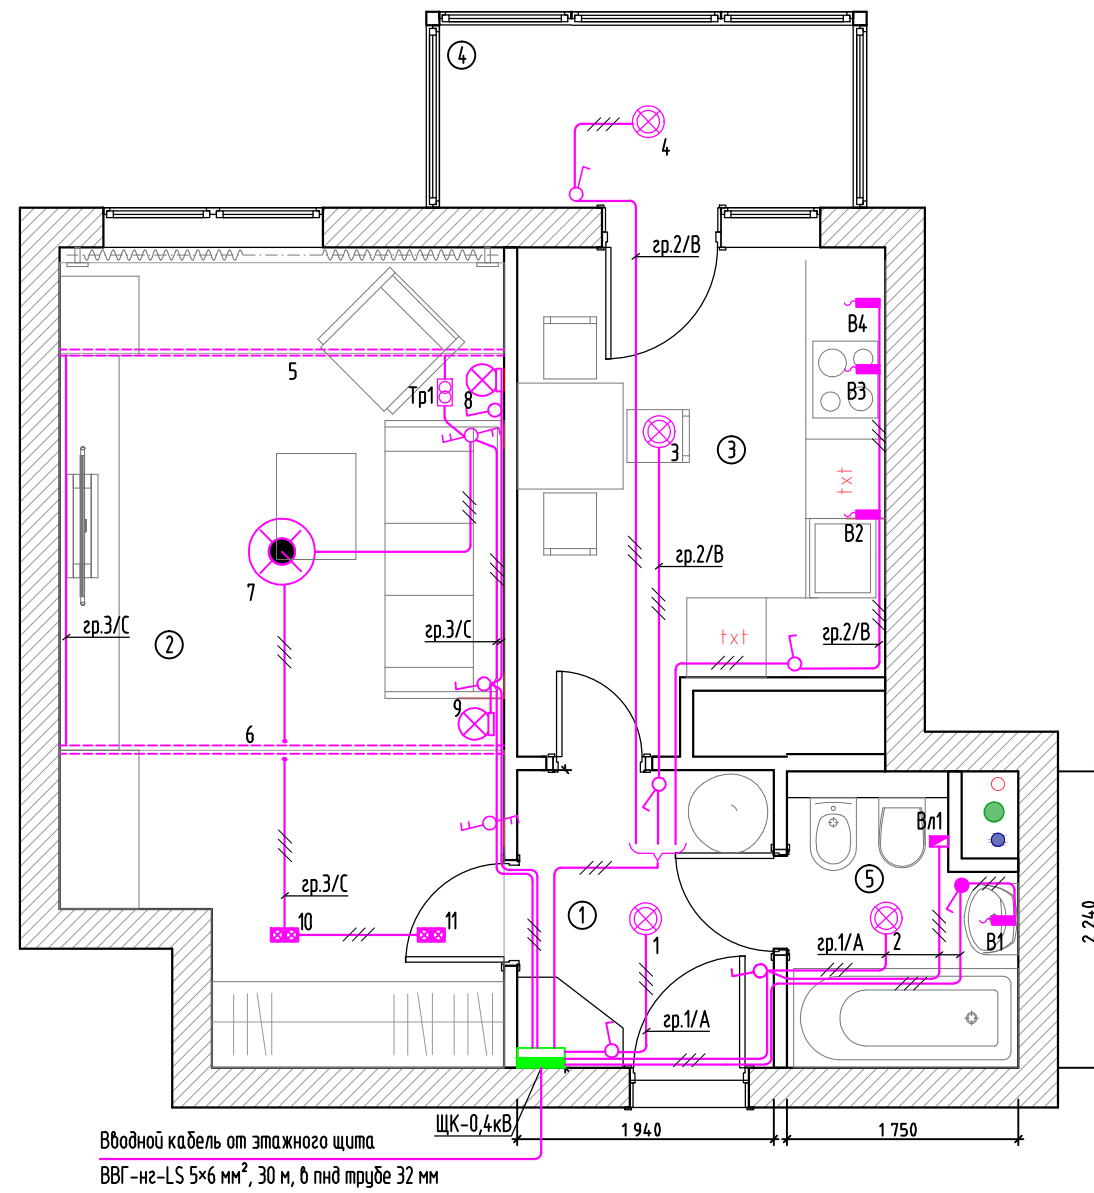 4
4
гр.2/В
В4
5
Тр1
8
В3
3
3
txt
В2
гр.2/В
7
гр.3/С
2
гр.3/С
txt
гр.2/В
9
6
Вл1
5
гр.3/С
10
11
1
1
2
В1
гр.1/А
2 240
гр.1/А
ЩК-0,4кВ
1 940
1 750
Вводной кабель от этажного щита
ВВГ-нг-LS 5×6 мм², 30 м, в пнд трубе 32 мм